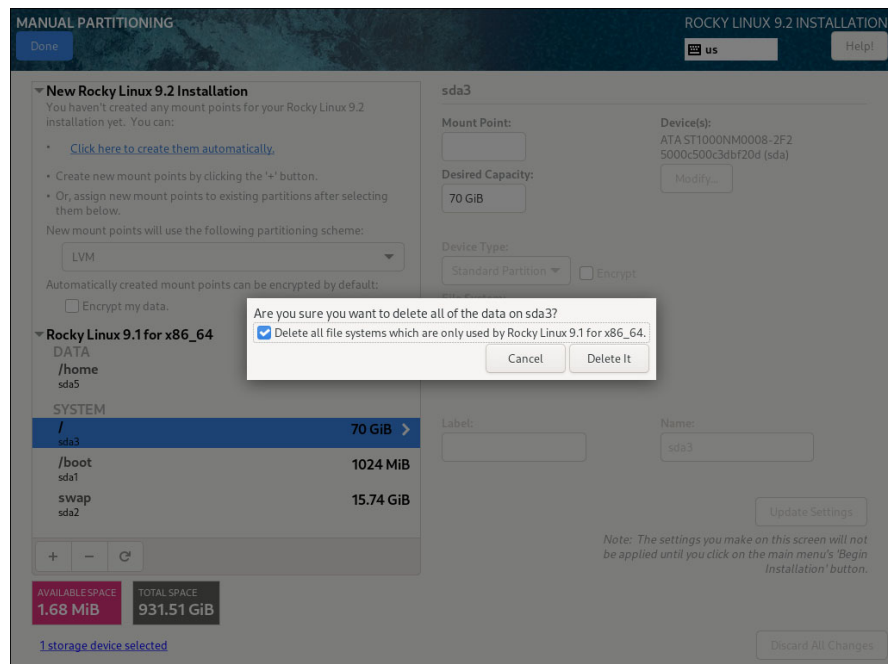 MANUAL PARTITIONING
ROCKY LINUX 9.2 INSTALLATION
Done
us
Help!
New Rocky Linux 9.2 Installation
You haven't created any mount points for your Rocky Linux 9.2
installation yet. You can:
• Click here to create them automatically.
• Create new mount points by clicking the '+' button.
• Or, assign new mount points to existing partitions after selecting
them below.
New mount points will use the following partitioning scheme:
LVM
Automatically created mount points can be encrypted by default:
Encrypt my data.
Rocky Linux 9.1 for x86_64
DATA
/home
sda5
SYSTEM
/
70 GiB
sda3
/boot
1024 MiB
sda1
swap
15.74 GiB
sda2
+ -
AVAILABLE SPACE
1.68 MiB
TOTAL SPACE
931.51 GiB
1 storage device selected
sda3
Mount Point:
Device(s):
ATA ST1000NM0008-2F2
5000c500c3dbf20d (sda)
Modify...
Desired Capacity:
70 GiB
Device Type:
Standard Partition
Encrypt
Are you sure you want to delete all of the data on sda3?
Delete all file systems which are only used by Rocky Linux 9.1 for x86_64.
Cancel
Delete It
Label:
Name:
sda3
Update Settings
Note: The settings you make on this screen will not
be applied until you click on the main menu's 'Begin
Installation' button.
Discard All Changes